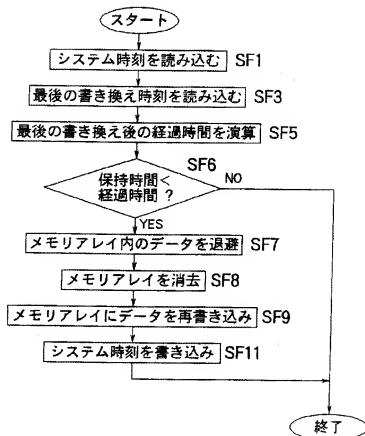 スタート
システム時刻を読み込む SF1
最後の書き換え時刻を読み込む SF3
最後の書き換え後の経過時間を演算 SF5
SF6
保持時間<
経過時間 ?
NO
YES
メモリアレイ内のデータを退避 SF7
メモリアレイを消去 SF8
メモリアレイにデータを再書き込み SF9
システム時刻を書き込み SF11
終了